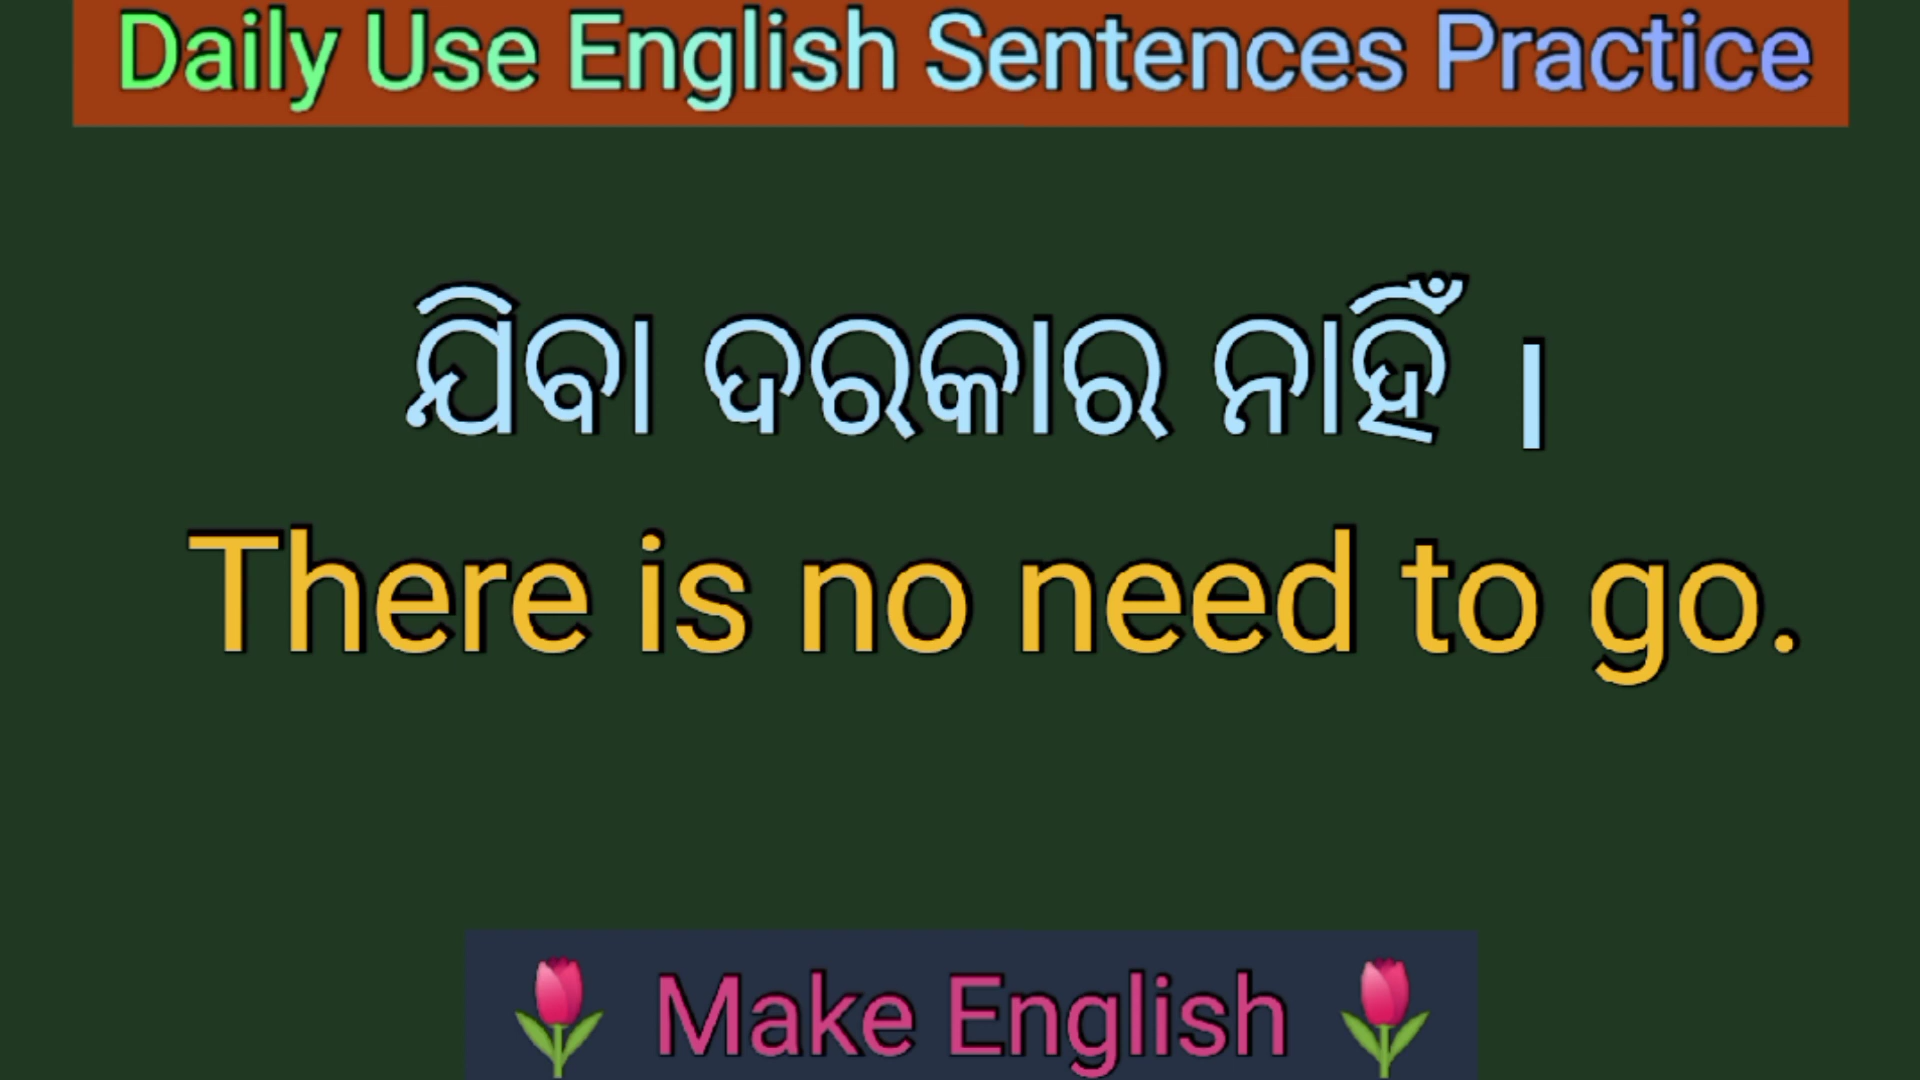 Daily Use English Sentences Practice
ଯିବା ଦରକାର ନାହିଁ ।
There is no need to go.
🌷 Make English 🌷